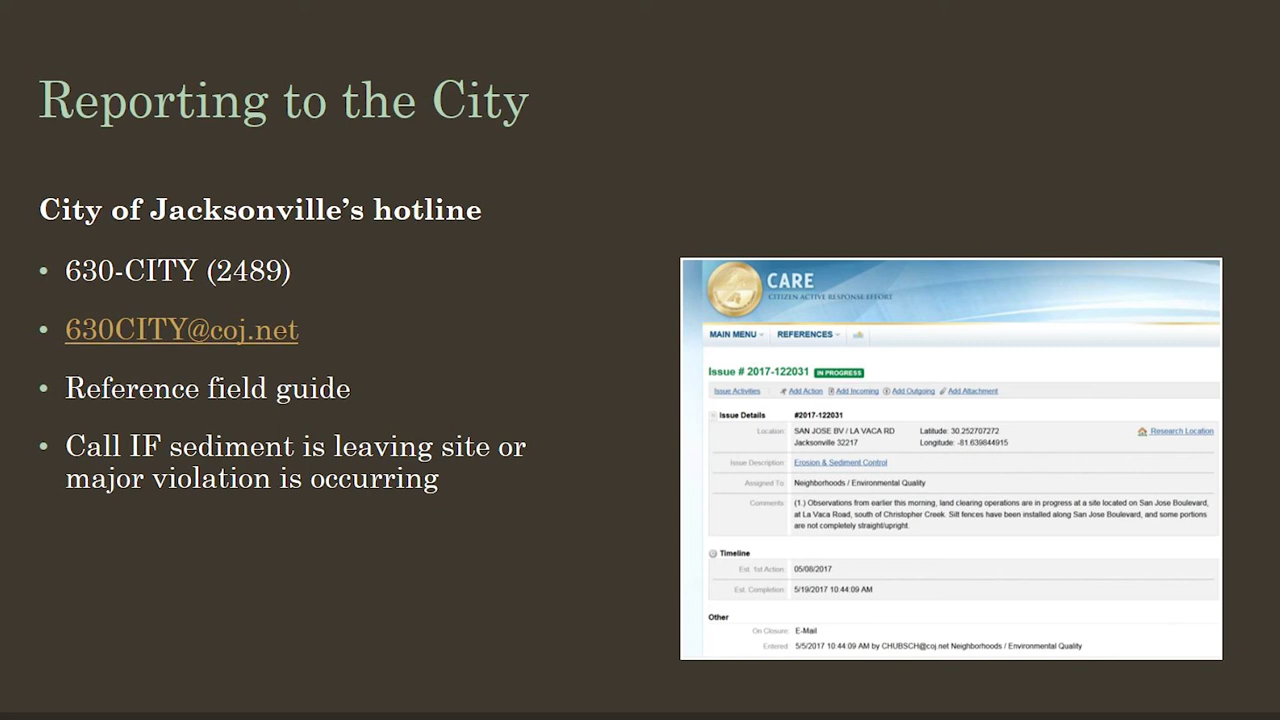 Reporting to the City
City of Jacksonville's hotline
• 630-CITY (2489)
• 630CITY@coj.net
• Reference field guide
• Call IF sediment is leaving site or
major violation is occurring
CARE
CITIZEN ACTIVE RESPONSE EFFORT
MAIN MENU REFERENCES
Issue # 2017-122031 IN PROGRESS
Issue Activities Add Action Add Incoming Add Outgoing Add Attachment
Issue Details #2017-122031
Location: SAN JOSE BV / LA VACA RD Latitude: 30.252707272 Research Location
Jacksonville 32217 Longitude: -81.639844915
Issue Description: Erosion & Sediment Control
Assigned To: Neighborhoods / Environmental Quality
Comments: (1.) Observations from earlier this morning, land clearing operations are in progress at a site located on San Jose Boulevard,
at La Vaca Road, south of Christopher Creek. Silt fences have been installed along San Jose Boulevard, and some portions
are not completely straight/upright.
Timeline
Est. 1st Action: 05/08/2017
Est. Completion: 5/19/2017 10:44:09 AM
Other
On Closure: E-Mail
Entered: 5/5/2017 10:44:09 AM by CHUBSCH@coj.net Neighborhoods / Environmental Quality